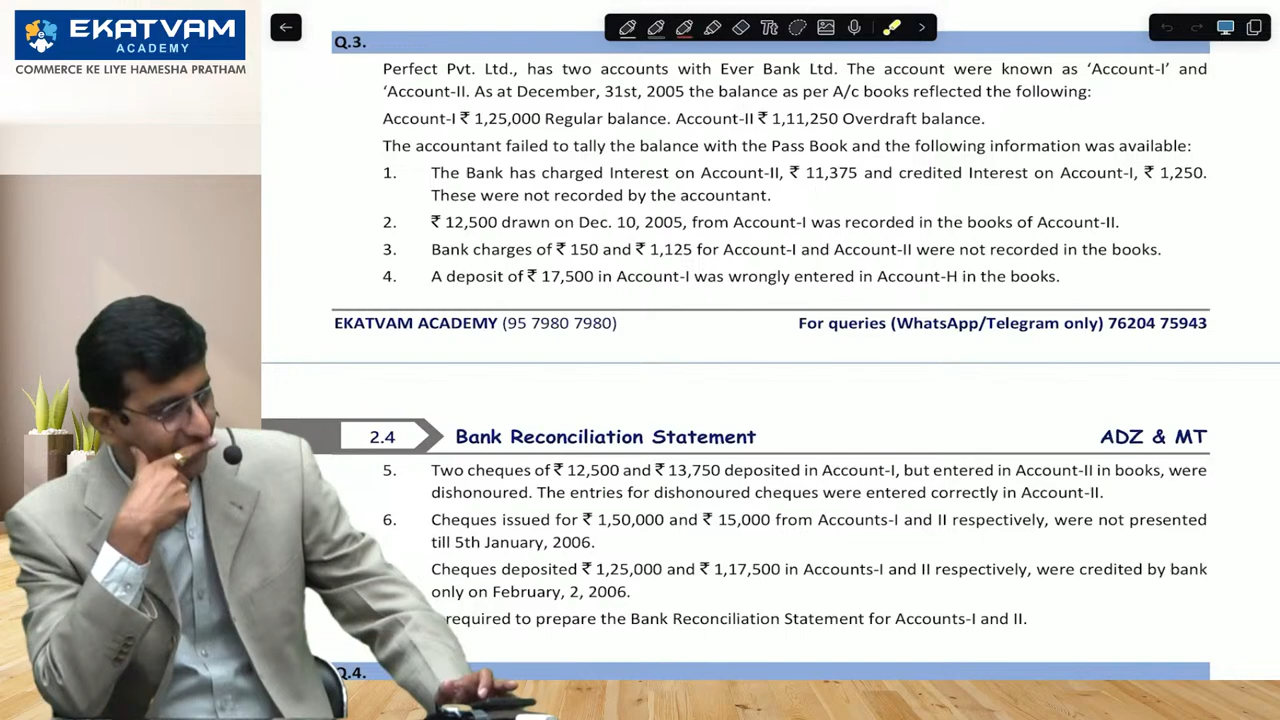 EKATVAM
ACADEMY
COMMERCE KE LIYE HAMESHA PRATHAM
Q.3.
Perfect Pvt. Ltd., has two accounts with Ever Bank Ltd. The account were known as ‘Account-I’ and
‘Account-II. As at December, 31st, 2005 the balance as per A/c books reflected the following:
Account-I ₹ 1,25,000 Regular balance. Account-II ₹ 1,11,250 Overdraft balance.
The accountant failed to tally the balance with the Pass Book and the following information was available:
1. The Bank has charged Interest on Account-II, ₹ 11,375 and credited Interest on Account-I, ₹ 1,250.
These were not recorded by the accountant.
2. ₹ 12,500 drawn on Dec. 10, 2005, from Account-I was recorded in the books of Account-II.
3. Bank charges of ₹ 150 and ₹ 1,125 for Account-I and Account-II were not recorded in the books.
4. A deposit of ₹ 17,500 in Account-I was wrongly entered in Account-H in the books.
EKATVAM ACADEMY (95 7980 7980) For queries (WhatsApp/Telegram only) 76204 75943
2.4 Bank Reconciliation Statement ADZ & MT
5. Two cheques of ₹ 12,500 and ₹ 13,750 deposited in Account-I, but entered in Account-II in books, were
dishonoured. The entries for dishonoured cheques were entered correctly in Account-II.
6. Cheques issued for ₹ 1,50,000 and ₹ 15,000 from Accounts-I and II respectively, were not presented
till 5th January, 2006.
Cheques deposited ₹ 1,25,000 and ₹ 1,17,500 in Accounts-I and II respectively, were credited by bank
only on February, 2, 2006.
required to prepare the Bank Reconciliation Statement for Accounts-I and II.
Q.4.